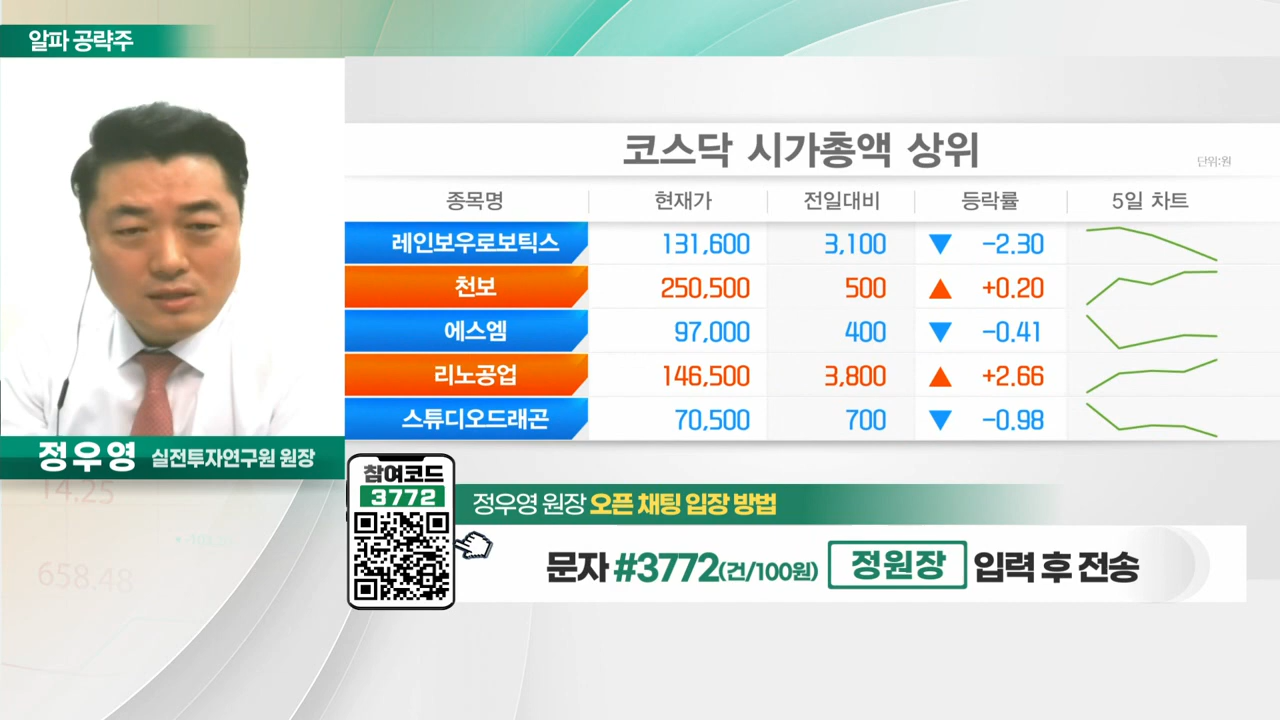 알파 공략주
코스닥 시가총액 상위
단위:원
종목명 현재가 전일대비 등락률 5일 차트
레인보우로보틱스 131,600 3,100 ▼ -2.30
천보 250,500 500 ▲ +0.20
에스엠 97,000 400 ▼ -0.41
리노공업 146,500 3,800 ▲ +2.66
스튜디오드래곤 70,500 700 ▼ -0.98
정우영 실전투자연구원 원장
14.25
658.48
참여코드
3772
정우영 원장 오픈 채팅 입장 방법
문자 #3772(건/100원) 정원장 입력 후 전송